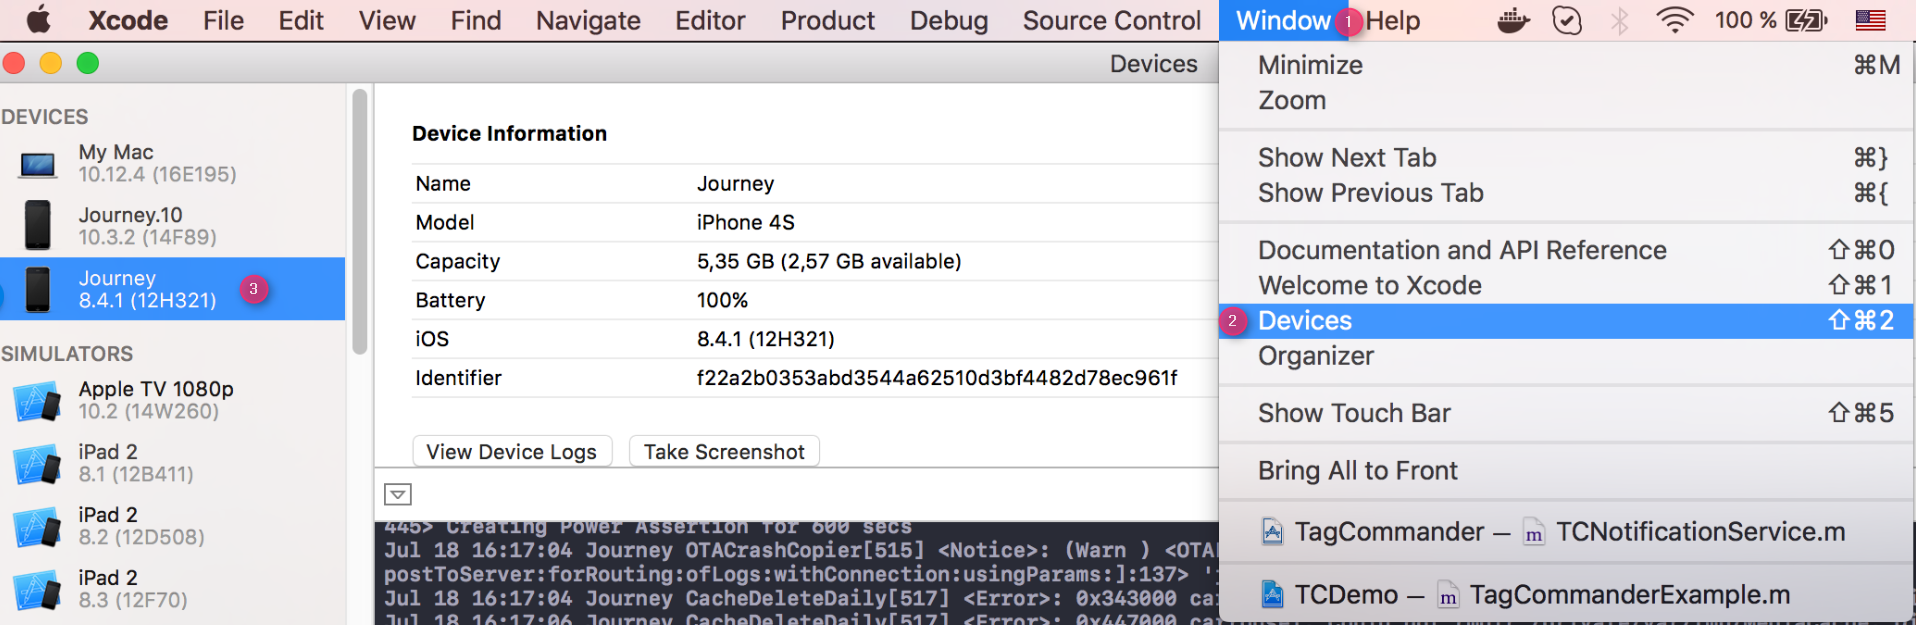 Xcode File Edit View Find Navigate Editor Product Debug Source Control Window 1 Help 100 %
Devices
DEVICES
My Mac
10.12.4 (16E195)
Journey.10
10.3.2 (14F89)
Journey
8.4.1 (12H321)
3
SIMULATORS
Apple TV 1080p
10.2 (14W260)
iPad 2
8.1 (12B411)
iPad 2
8.2 (12D508)
iPad 2
8.3 (12F70)
Device Information
Name Journey
Model iPhone 4S
Capacity 5,35 GB (2,57 GB available)
Battery 100%
iOS 8.4.1 (12H321)
Identifier f22a2b0353abd3544a62510d3bf4482d78ec961f
View Device Logs Take Screenshot
445> Creating Power Assertion for 600 secs
Jul 18 16:17:04 Journey OTACrashCopier[515] <Notice>: (Warn ) <OTA
postToServer:forRouting:ofLogs:withConnection:usingParams:]:137>
Jul 18 16:17:04 Journey CacheDeleteDaily[517] <Error>: 0x343000
Jul 18 16:17:06 Journey CacheDeleteDaily[517] <Error>: 0x447000
Minimize ⌘M
Zoom
Show Next Tab ⌘}
Show Previous Tab ⌘{
Documentation and API Reference ⇧⌘0
Welcome to Xcode ⇧⌘1
2 Devices ⇧⌘2
Organizer
Show Touch Bar ⇧⌘5
Bring All to Front
TagCommander — m TCNotificationService.m
TCDemo — m TagCommanderExample.m